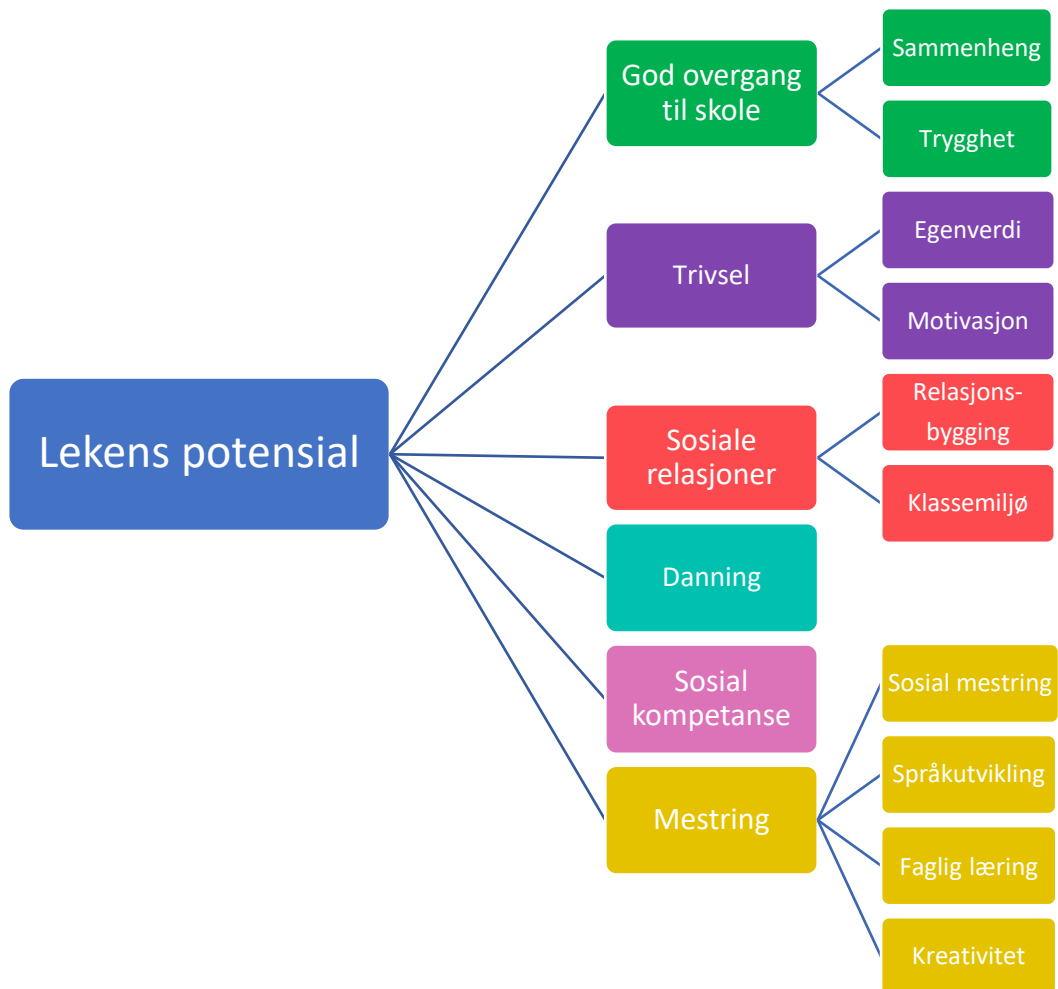 Lekens potensial
God overgang
til skole
Sammenheng
Trygghet
Trivsel
Egenverdi
Motivasjon
Sosiale
relasjoner
Relasjons-
bygging
Klassemiljø
Danning
Sosial
kompetanse
Mestring
Sosial mestring
Språkutvikling
Faglig læring
Kreativitet